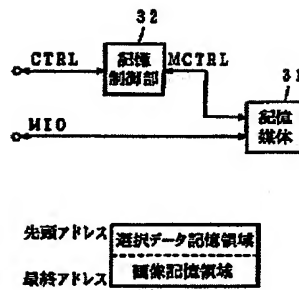 32
CTRL
記憶
制御部
MCTRL
31
MIO
記憶
媒体
先頭アドレス
選択データ記憶領域
画像記憶領域
最終アドレス